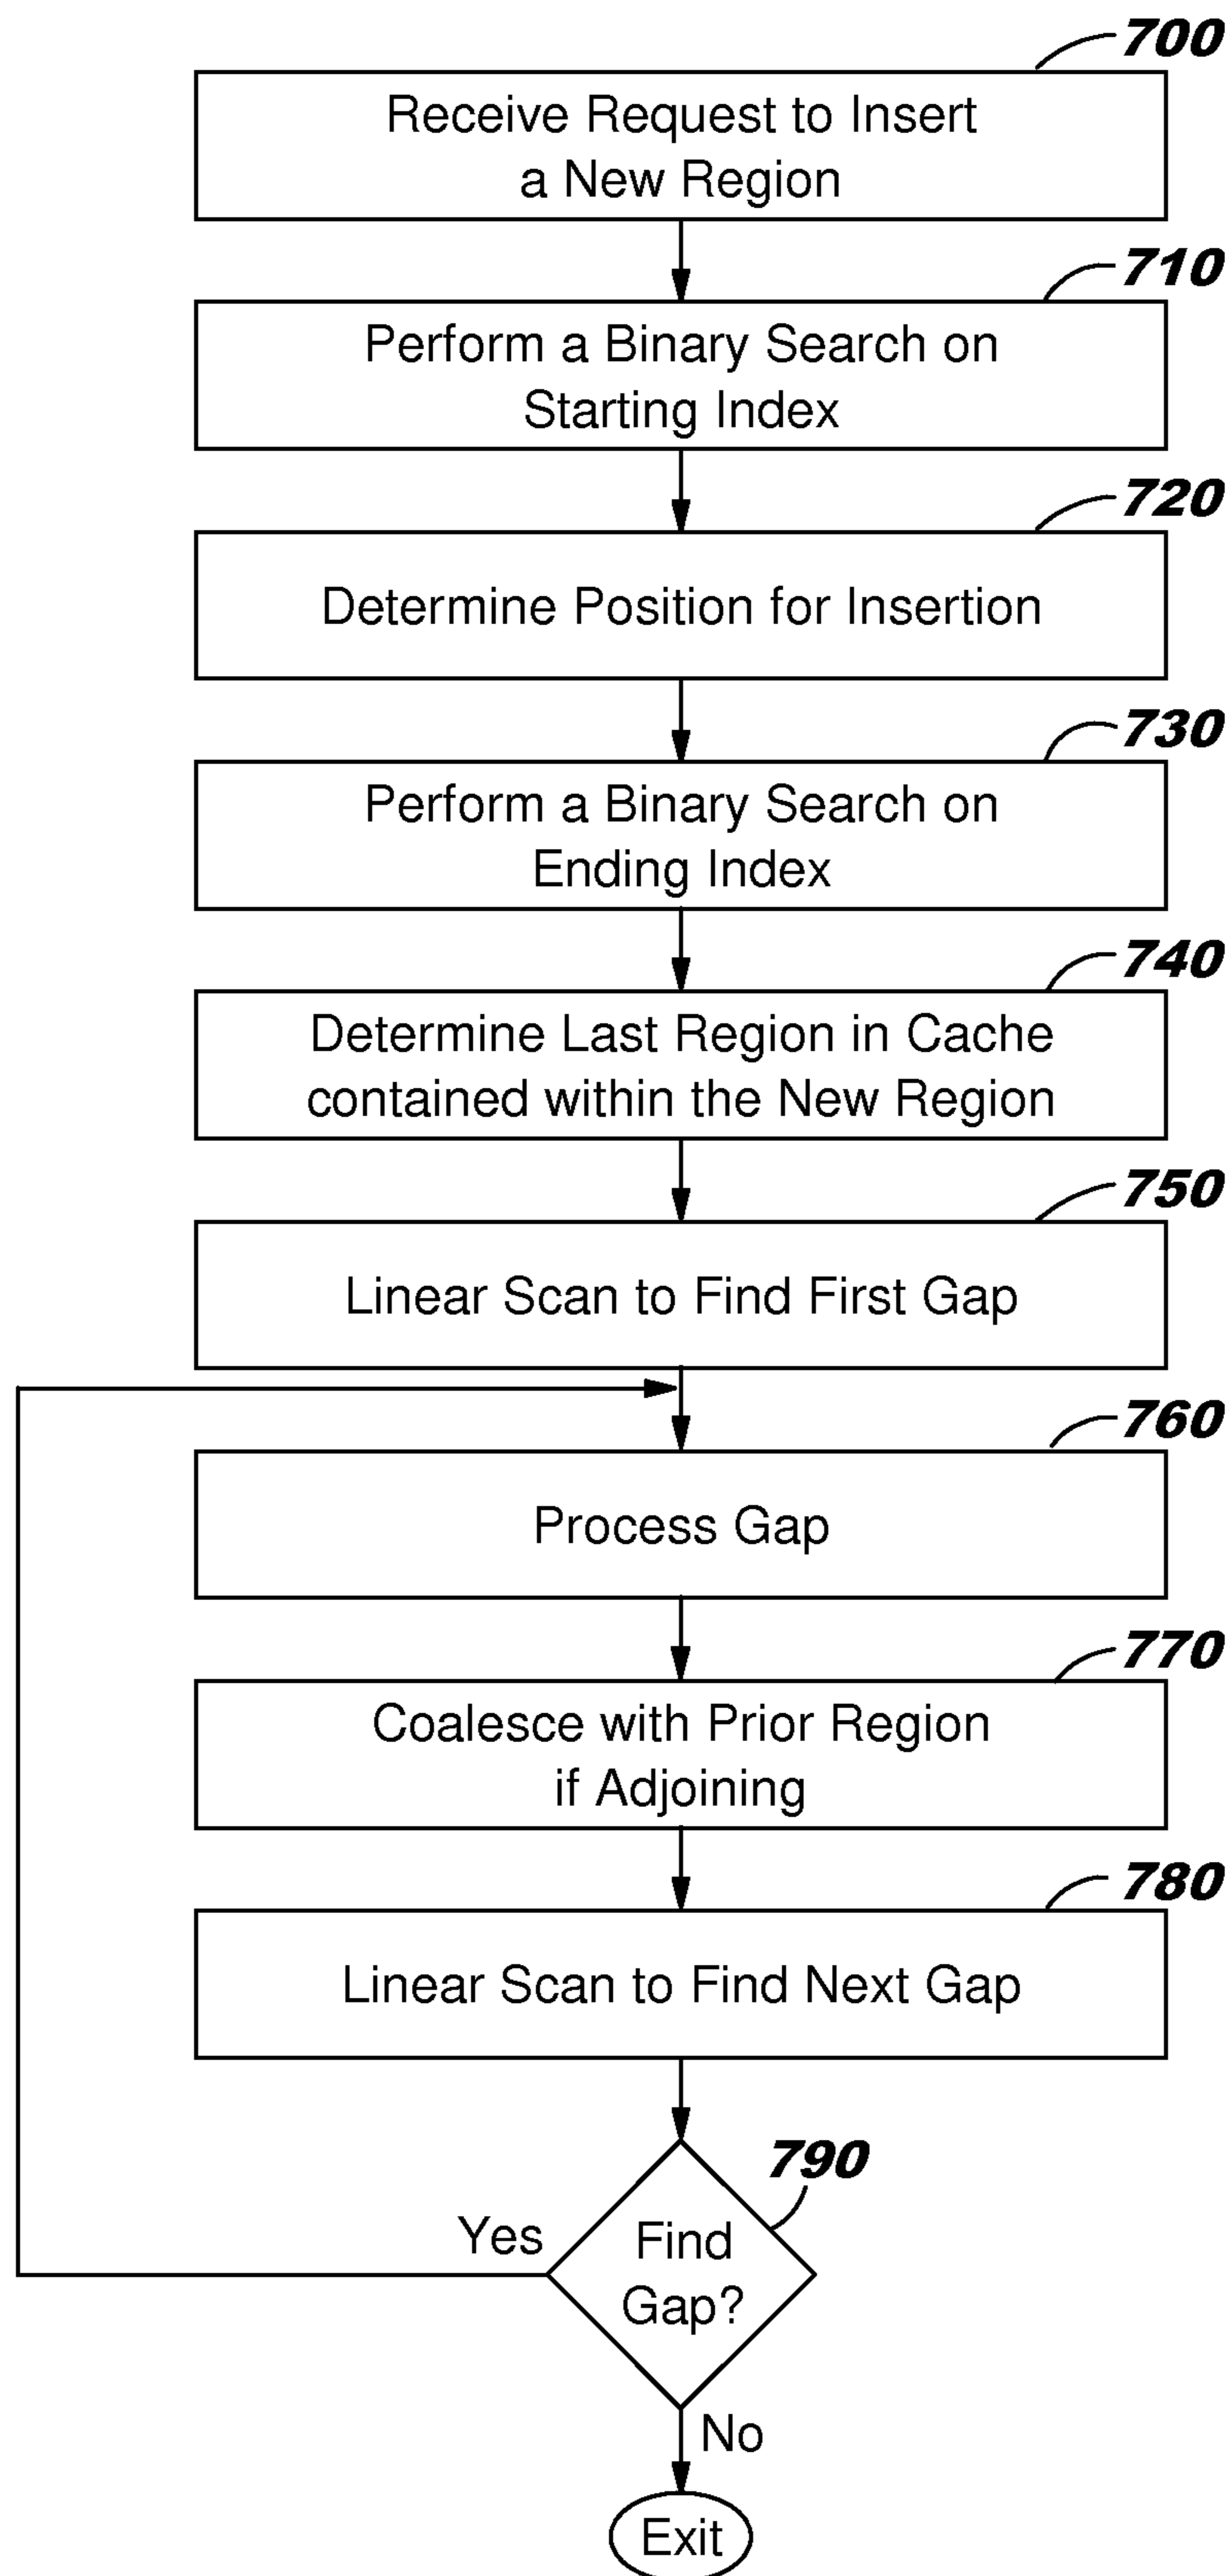 700
Receive Request to Insert
a New Region
710
Perform a Binary Search on
Starting Index
720
Determine Position for Insertion
730
Perform a Binary Search on
Ending Index
740
Determine Last Region in Cache
contained within the New Region
750
Linear Scan to Find First Gap
760
Process Gap
770
Coalesce with Prior Region
if Adjoining
780
Linear Scan to Find Next Gap
790
Yes
Find
Gap?
No
Exit